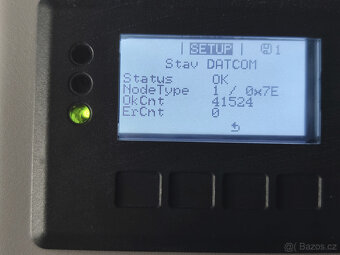 | SETUP | @1
Stav DATCOM
Status OK
NodeType 1 / 0x7E
OkCnt 41524
ErCnt 0
© Bazos.cz